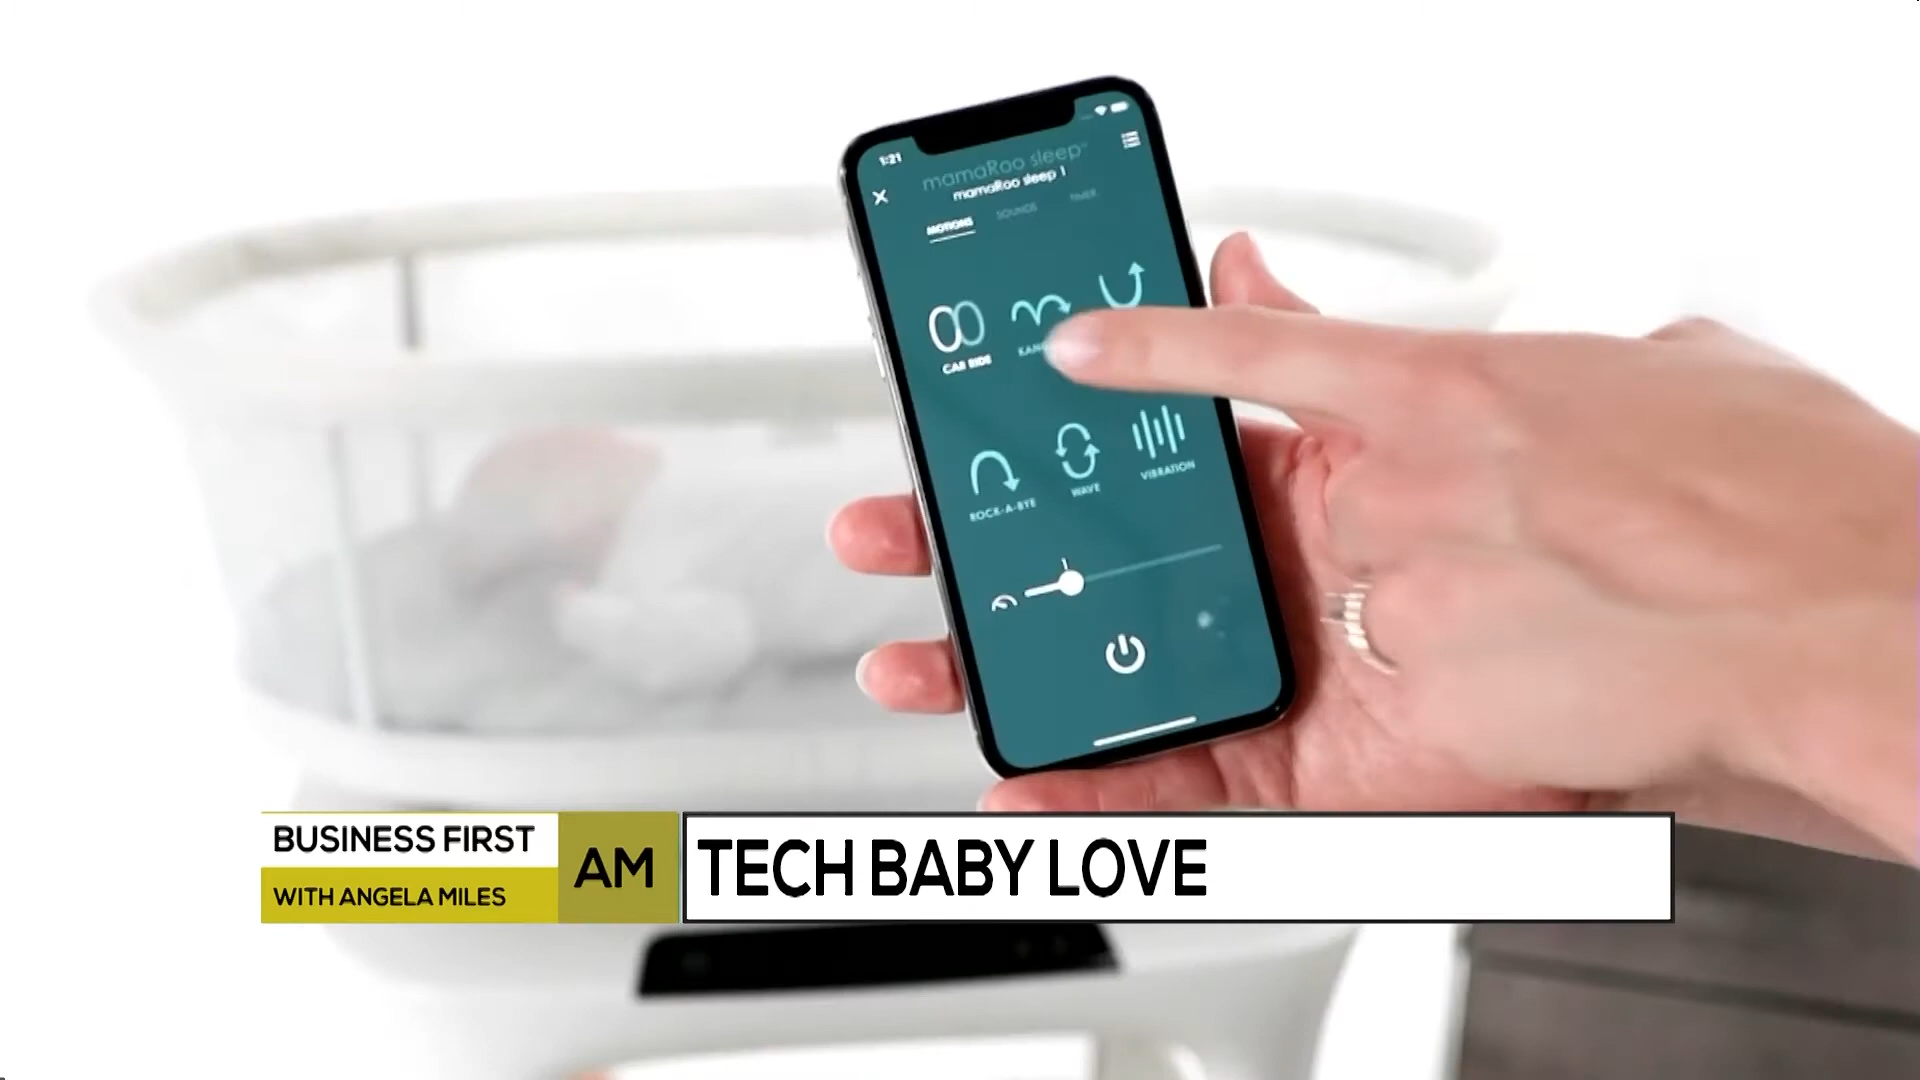 1:21
mamaRoo sleep
mamaRoo sleep 1
MOTIONS SOUNDS TIMER
CAR RIDE
ROCK-A-BYE WAVE VIBRATION
BUSINESS FIRST
WITH ANGELA MILES
AM
TECH BABY LOVE